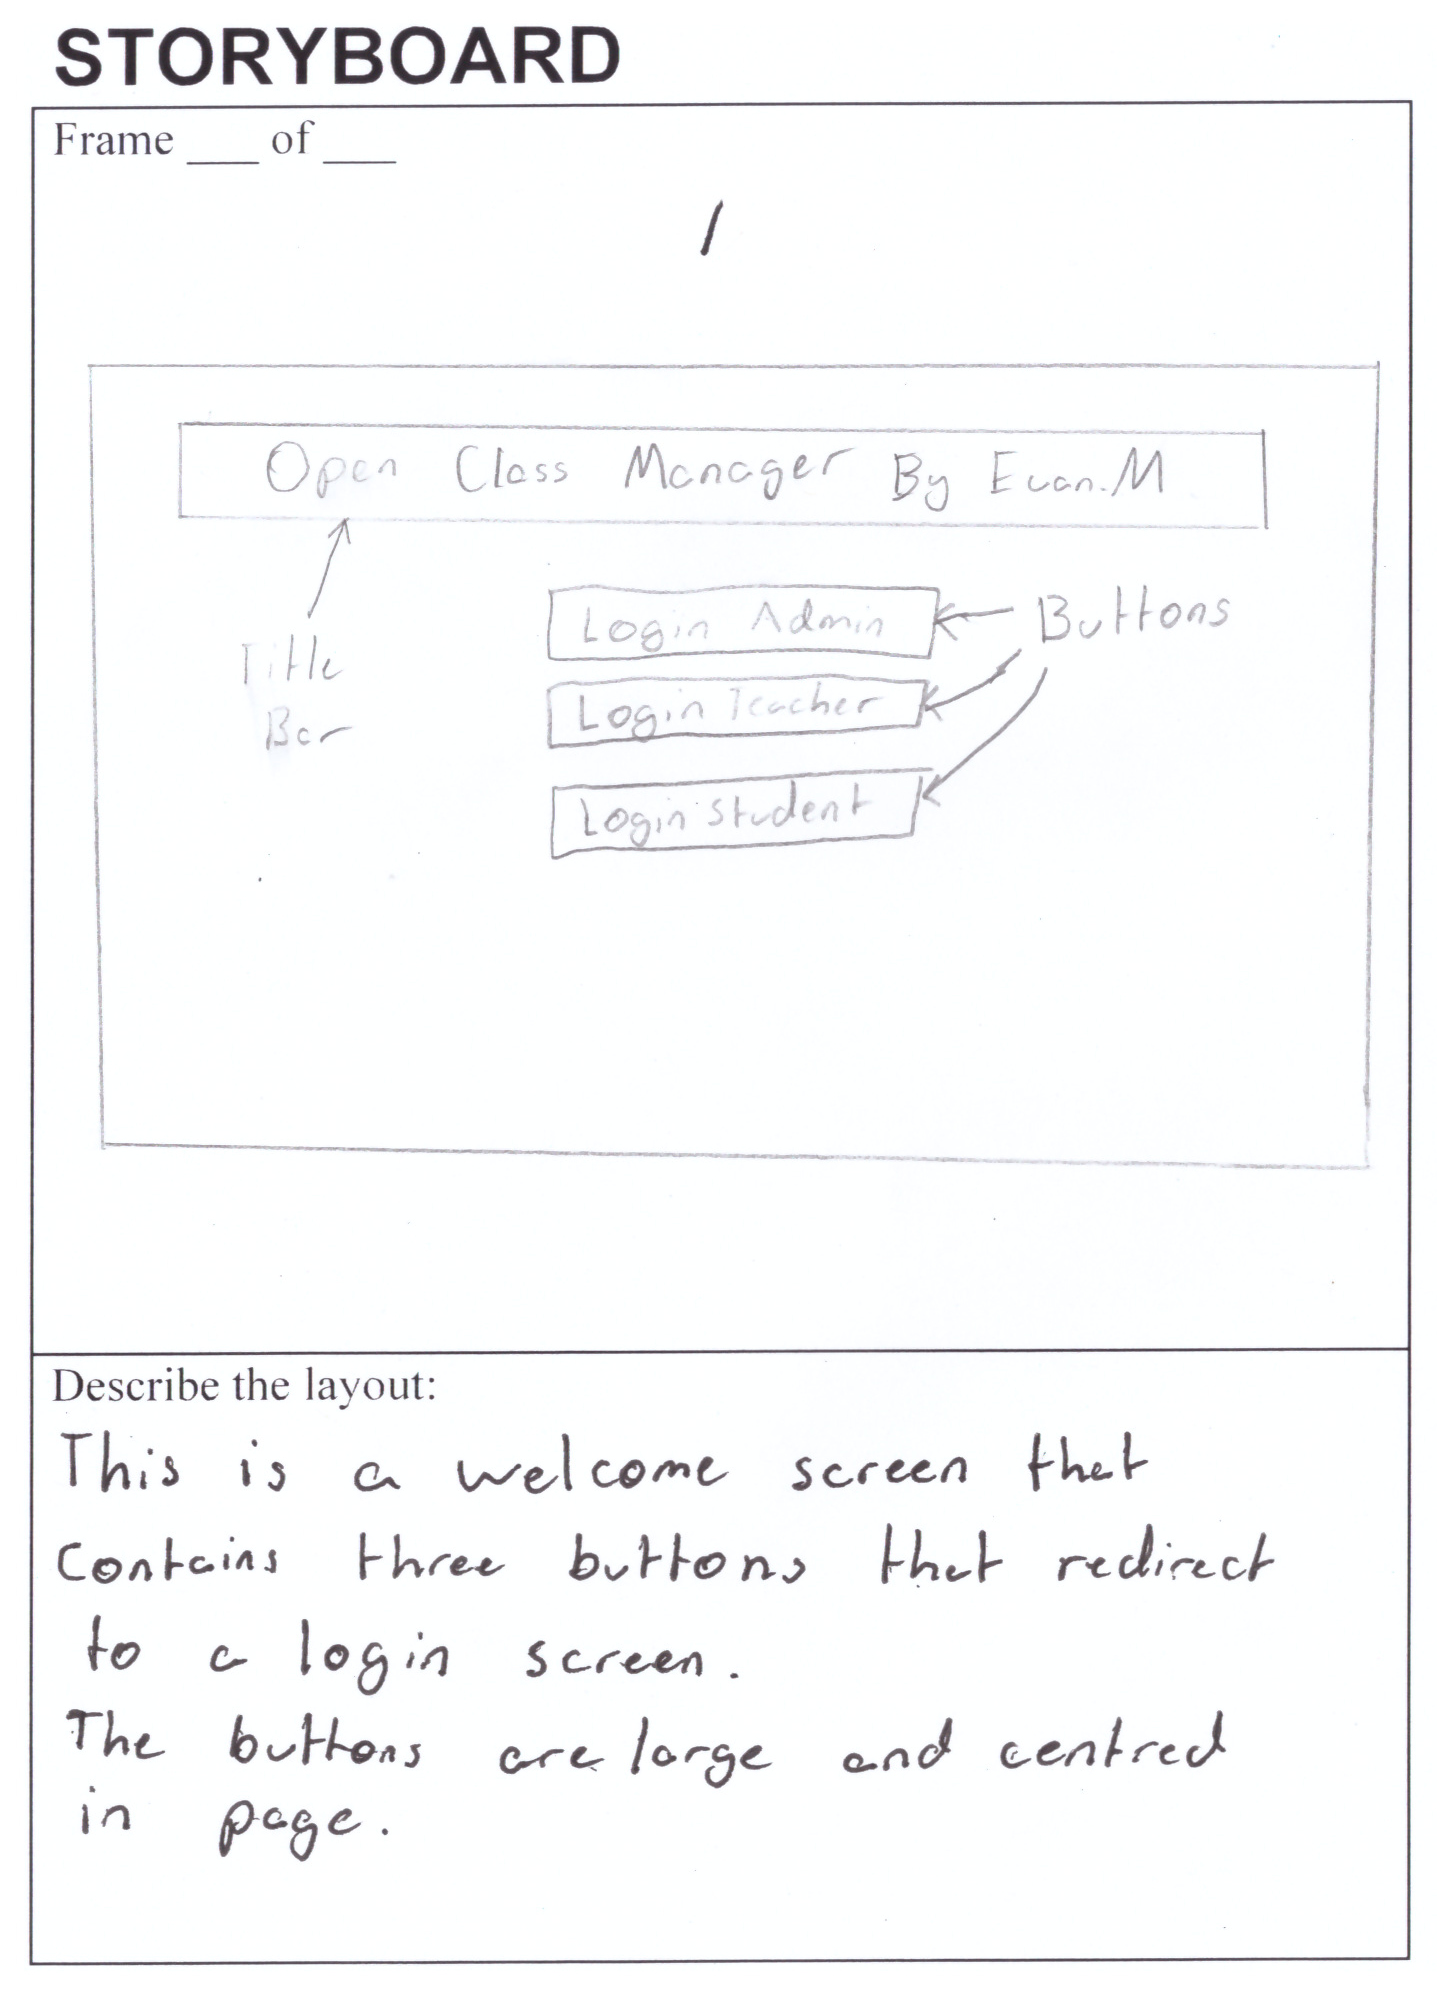 STORYBOARD
Frame ___ of ___
1
Open Class Manager By Evan.M
Login Admin
Buttons
Title
Bar
Login Teacher
Login Student
Describe the layout:
This is a welcome screen that
contains three buttons that redirect
to a login screen.
The buttons are large and centred
in page.